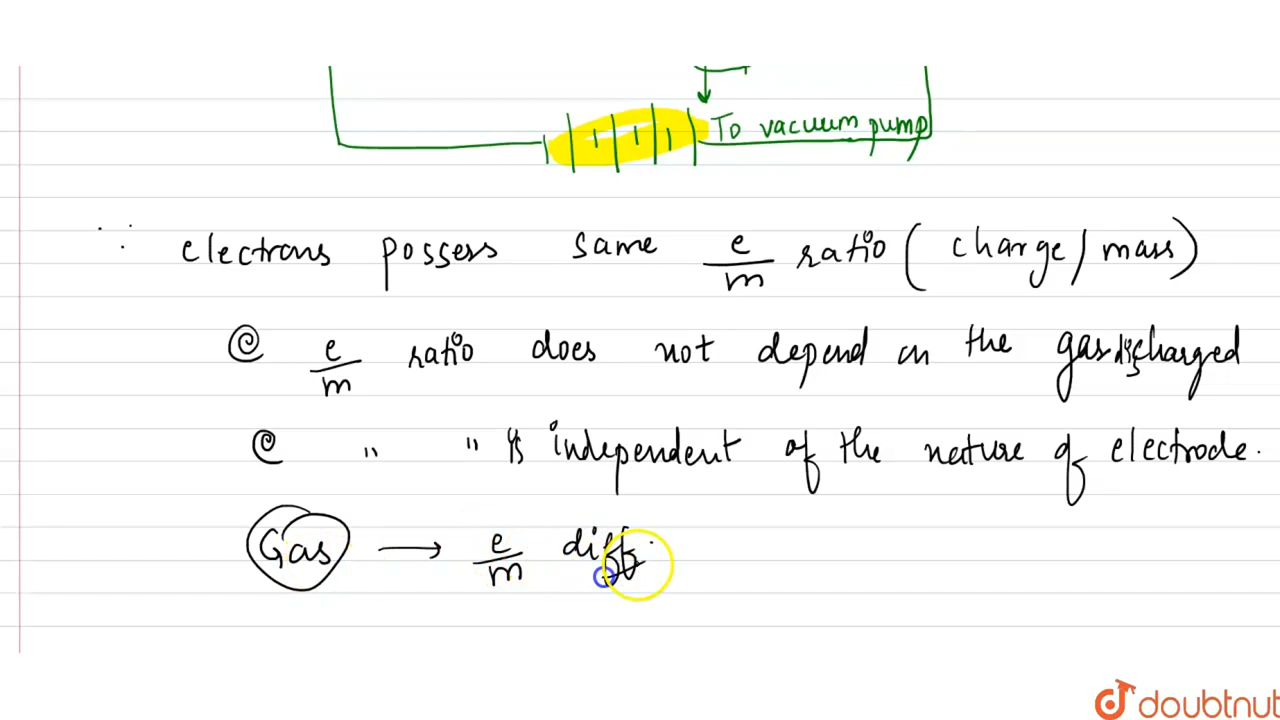 To vacuum pump
∵ electrons possess same e/m ratio (charge/mass)
@ e/m ratio does not depend on the gas discharged
@ " " is independent of the nature of electrode.
Gas → e/m diff.
doubtnut